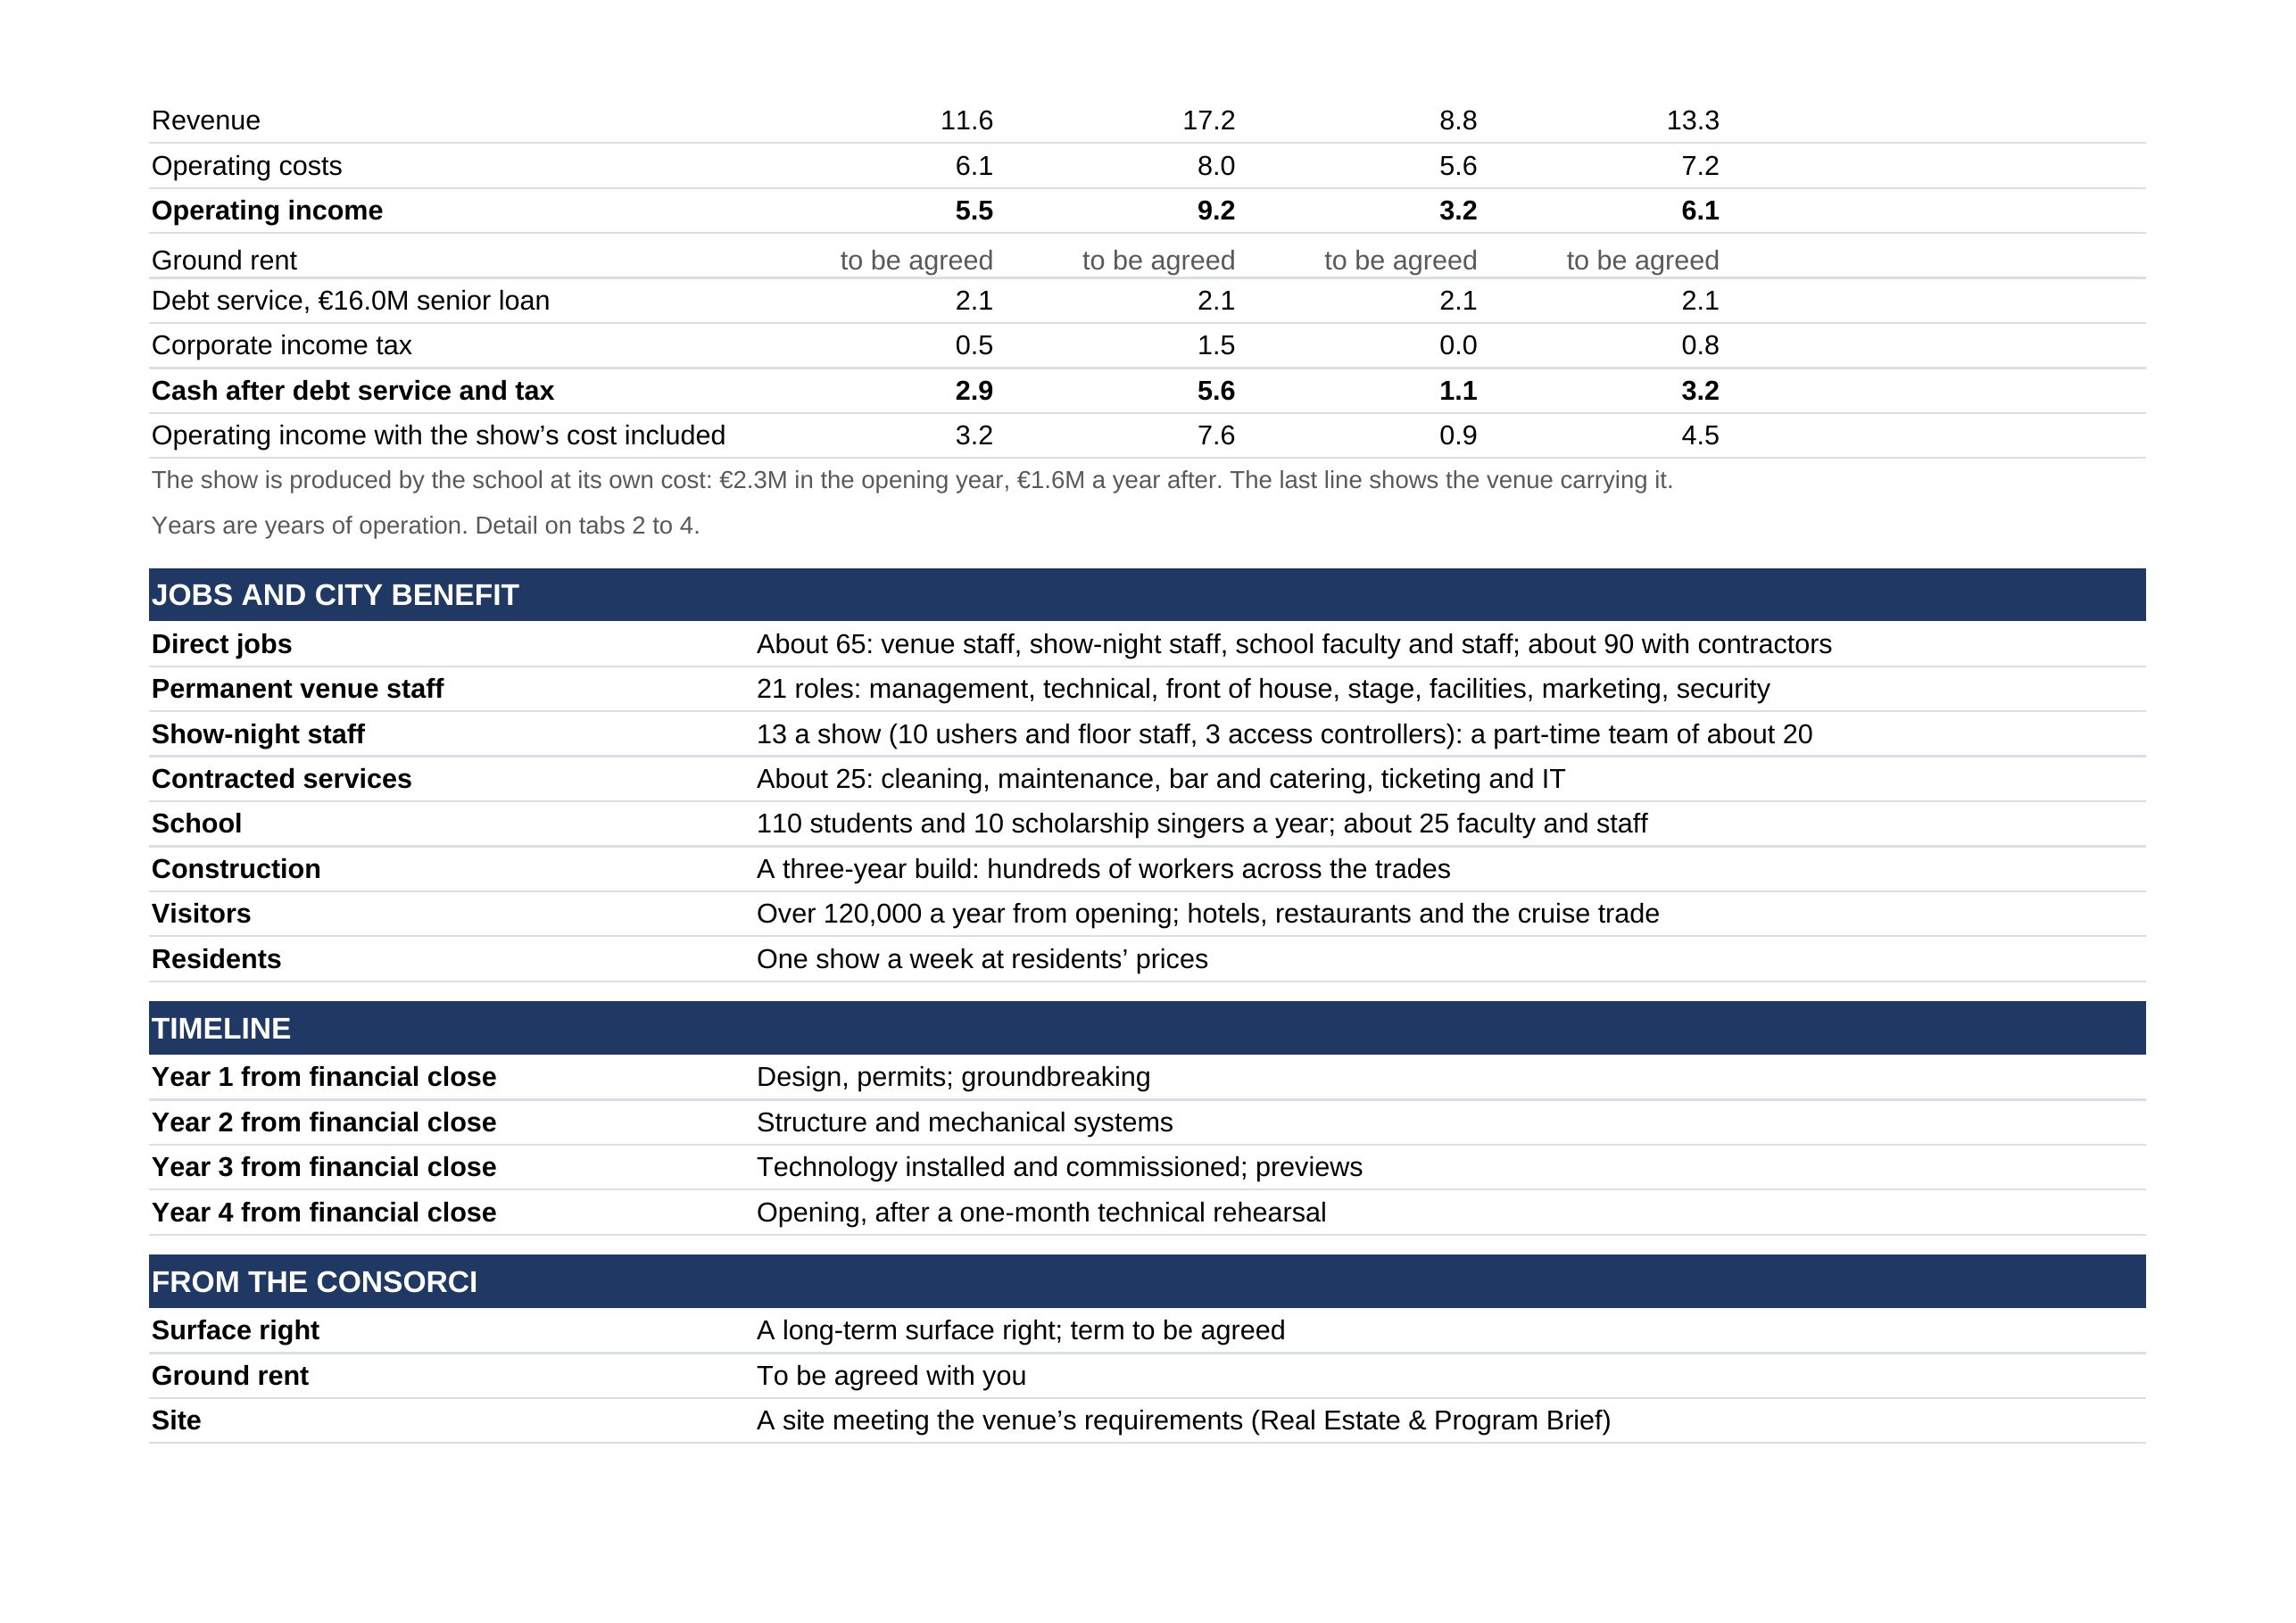 Revenue 11.6 17.2 8.8 13.3
Operating costs 6.1 8.0 5.6 7.2
Operating income 5.5 9.2 3.2 6.1
Ground rent to be agreed to be agreed to be agreed to be agreed
Debt service, €16.0M senior loan 2.1 2.1 2.1 2.1
Corporate income tax 0.5 1.5 0.0 0.8
Cash after debt service and tax 2.9 5.6 1.1 3.2
Operating income with the show’s cost included 3.2 7.6 0.9 4.5
The show is produced by the school at its own cost: €2.3M in the opening year, €1.6M a year after. The last line shows the venue carrying it.
Years are years of operation. Detail on tabs 2 to 4.
JOBS AND CITY BENEFIT
Direct jobs About 65: venue staff, show-night staff, school faculty and staff; about 90 with contractors
Permanent venue staff 21 roles: management, technical, front of house, stage, facilities, marketing, security
Show-night staff 13 a show (10 ushers and floor staff, 3 access controllers): a part-time team of about 20
Contracted services About 25: cleaning, maintenance, bar and catering, ticketing and IT
School 110 students and 10 scholarship singers a year; about 25 faculty and staff
Construction A three-year build: hundreds of workers across the trades
Visitors Over 120,000 a year from opening; hotels, restaurants and the cruise trade
Residents One show a week at residents’ prices
TIMELINE
Year 1 from financial close Design, permits; groundbreaking
Year 2 from financial close Structure and mechanical systems
Year 3 from financial close Technology installed and commissioned; previews
Year 4 from financial close Opening, after a one-month technical rehearsal
FROM THE CONSORCI
Surface right A long-term surface right; term to be agreed
Ground rent To be agreed with you
Site A site meeting the venue’s requirements (Real Estate & Program Brief)